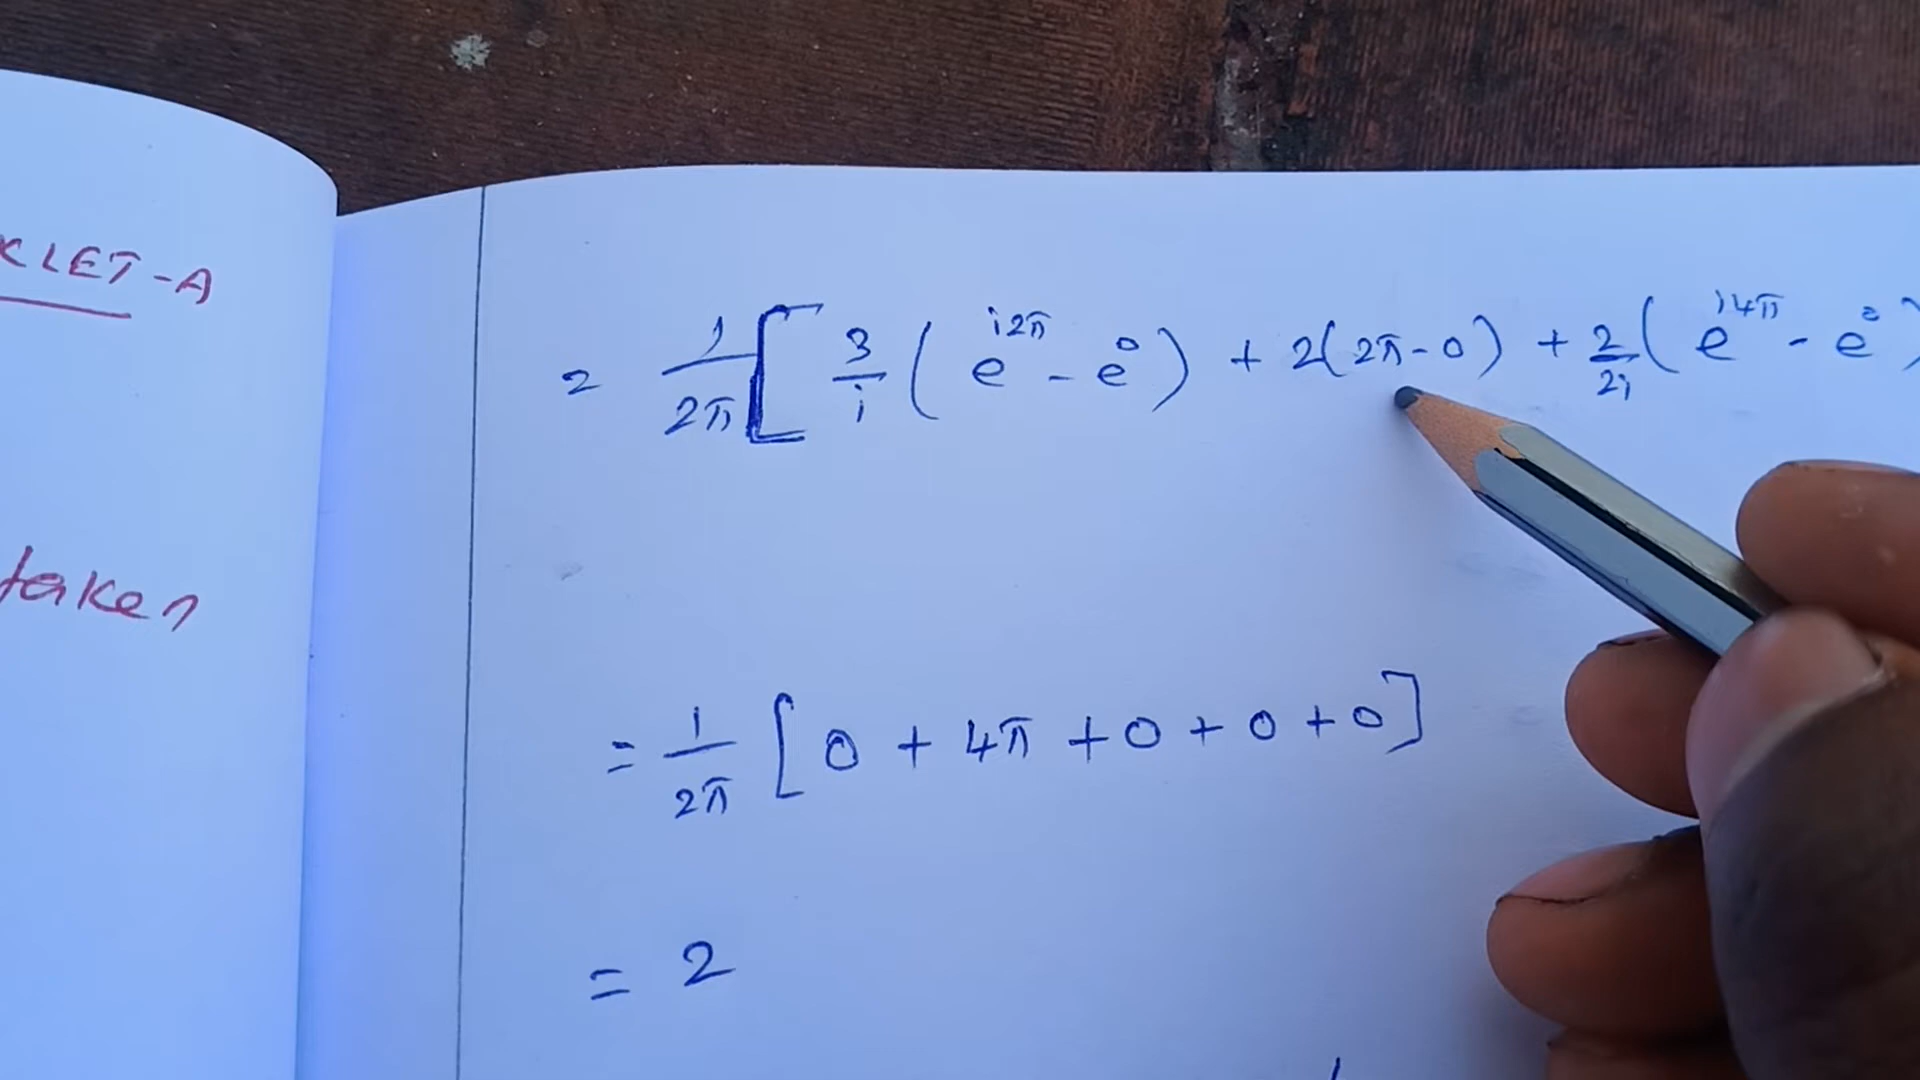 KLET-A
taken
= 1/2π [ 3/i ( e^{i2π} - e^0 ) + 2(2π-0) + 2/2i ( e^{i4π} - e^0 )
= 1/2π [ 0 + 4π + 0 + 0 + 0 ]
= 2